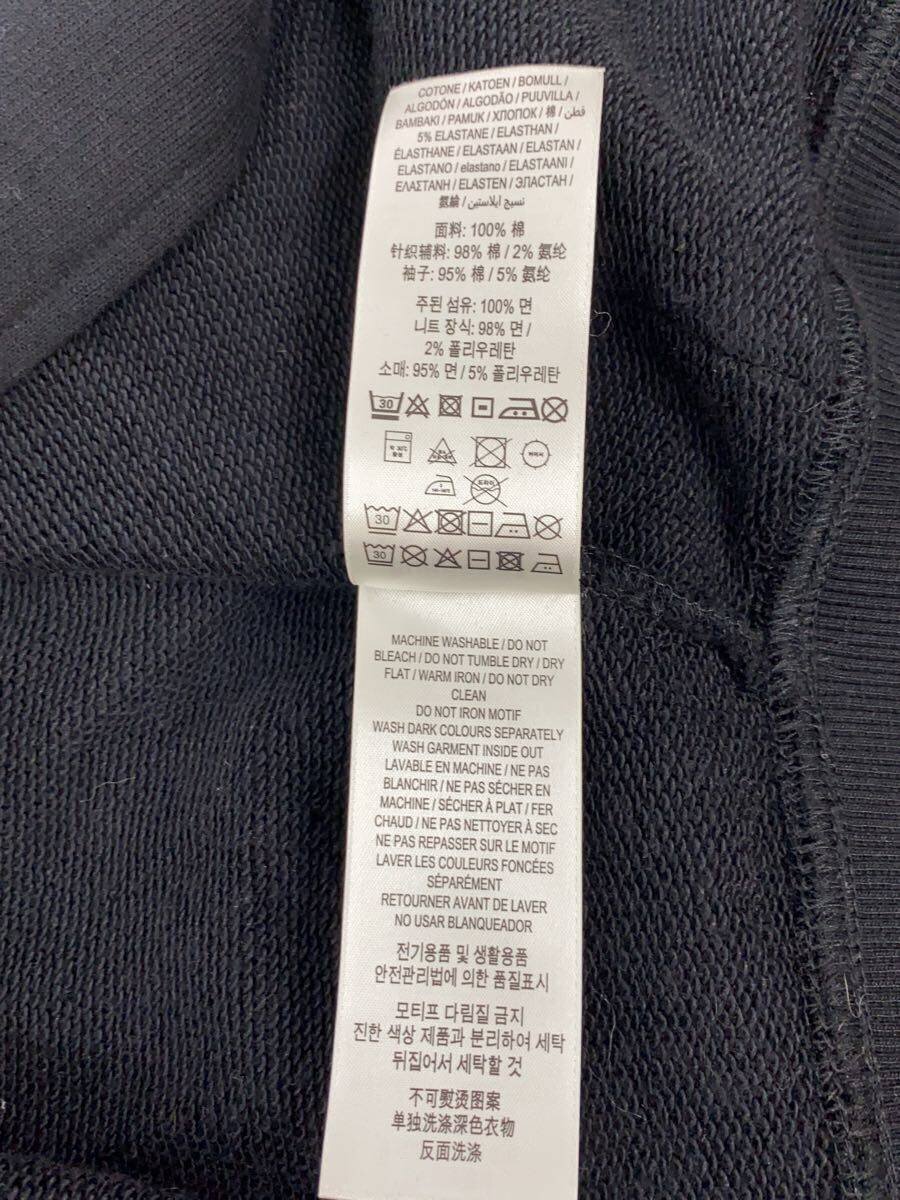 COTONE / KATOEN / BOMULL /
ALGODÓN / ALGODÃO / PUUVILLA /
ΒΑΜΒΑΚΙ / PAMUK / ХЛОПОК / 棉 / قطن
5% ELASTANE / ELASTHAN /
ÉLASTHANE / ELASTAAN / ELASTAN /
ELASTANO / elastano / ELASTAANI /
ΕΛΑΣΤΑΝΗ / ELASTEN / ЭЛАСТАН /
氨綸 / نسيج ايلاستين
面料: 100% 棉
针织辅料: 98% 棉 / 2% 氨纶
袖子: 95% 棉 / 5% 氨纶
주된 섬유: 100% 면
니트 장식: 98% 면 /
2% 폴리우레탄
소매: 95% 면 / 5% 폴리우레탄
30
30
30
MACHINE WASHABLE / DO NOT
BLEACH / DO NOT TUMBLE DRY / DRY
FLAT / WARM IRON / DO NOT DRY
CLEAN
DO NOT IRON MOTIF
WASH DARK COLOURS SEPARATELY
WASH GARMENT INSIDE OUT
LAVABLE EN MACHINE / NE PAS
BLANCHIR / NE PAS SÉCHER EN
MACHINE / SÉCHER À PLAT / FER
CHAUD / NE PAS NETTOYER À SEC
NE PAS REPASSER SUR LE MOTIF
LAVER LES COULEURS FONCÉES
SÉPARÉMENT
RETOURNER AVANT DE LAVER
NO USAR BLANQUEADOR
전기용품 및 생활용품
안전관리법에 의한 품질표시
모티프 다림질 금지
진한 색상 제품과 분리하여 세탁
뒤집어서 세탁할 것
不可熨烫图案
单独洗涤深色衣物
反面洗涤